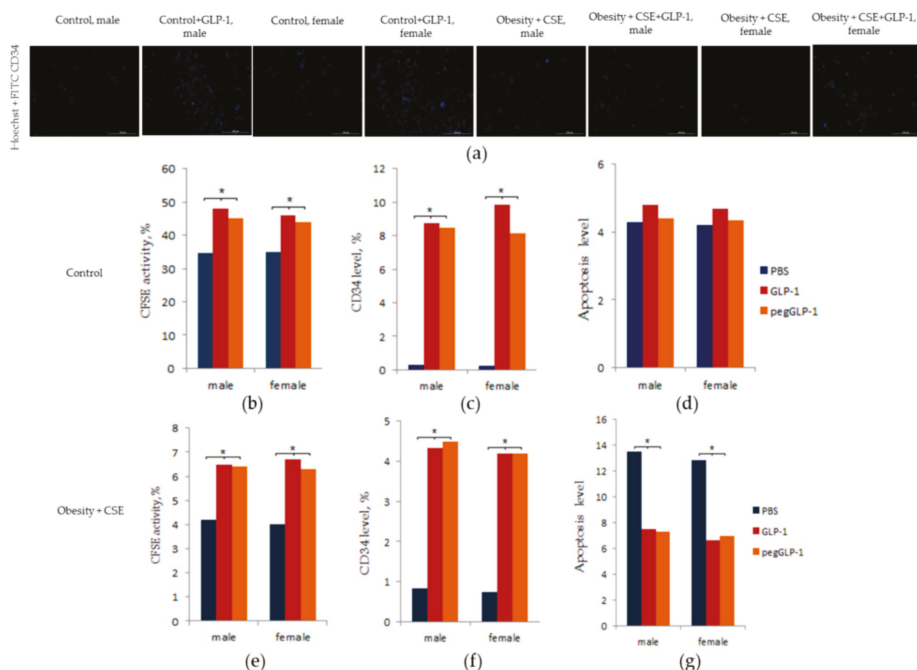 Control, male
Control+GLP-1,
male
Control, female
Control+GLP-1,
female
Obesity + CSE,
male
Obesity + CSE+GLP-1,
male
Obesity + CSE,
female
Obesity + CSE+GLP-1,
female
Hoechst + FITC CD34
(a)
Control
CFSE activity, %
60
50
40
30
20
10
0
*
*
male
female
(b)
CD34 level, %
12
10
8
6
4
2
0
*
*
male
female
(c)
Apoptosis level
6
4
2
0
male
female
(d)
PBS
GLP-1
pegGLP-1
Obesity + CSE
CFSE activity, %
8
7
6
5
4
3
2
1
0
*
*
male
female
(e)
CD34 level, %
5
4
3
2
1
0
*
*
male
female
(f)
Apoptosis level
16
14
12
10
8
6
4
2
0
*
*
male
female
(g)
PBS
GLP-1
pegGLP-1